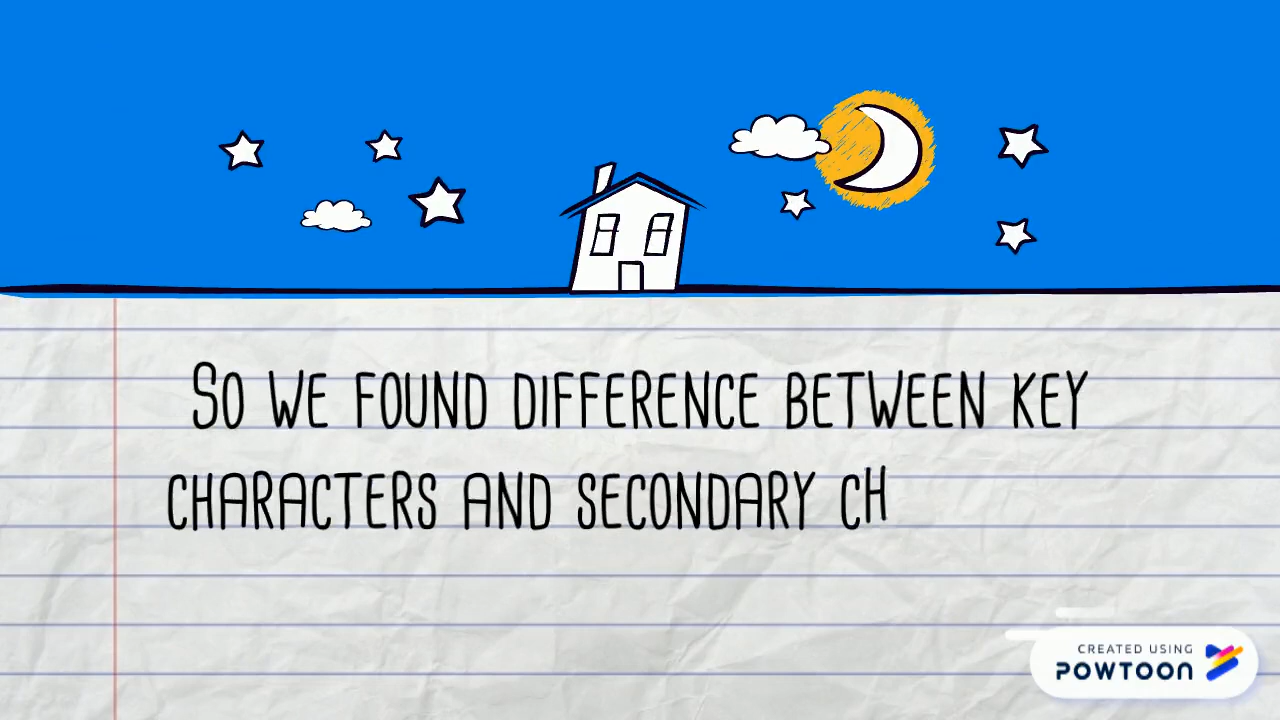 So we found difference between key
characters and secondary ch
CREATED USING
POWTOON